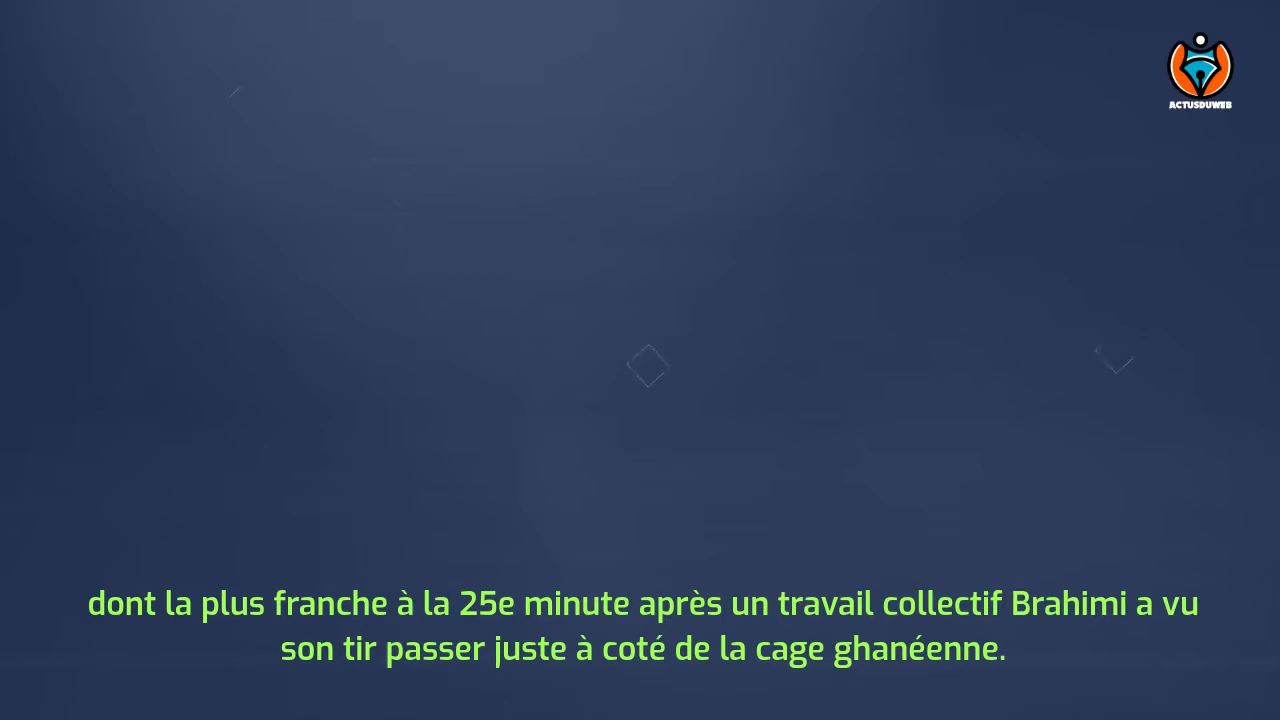 ACTUSDUWEB
dont la plus franche à la 25e minute après un travail collectif Brahimi a vu
son tir passer juste à coté de la cage ghanéenne.